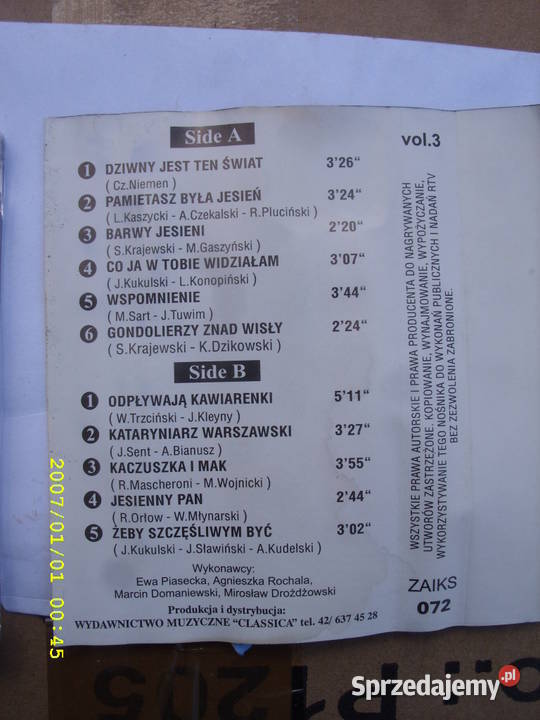 Side A
vol.3
1 DZIWNY JEST TEN ŚWIAT 3'26"
( Cz.Niemen )
2 PAMIETASZ BYŁA JESIEŃ 3'24"
( L.Kaszycki - A.Czekalski - R.Pluciński )
3 BARWY JESIENI 2'20"
( S.Krajewski - M.Gaszyński )
4 CO JA W TOBIE WIDZIAŁAM 3'07"
( J.Kukulski - L.Konopiński )
5 WSPOMNIENIE 3'44"
( M.Sart - J.Tuwim )
6 GONDOLIERZY ZNAD WISŁY 2'24"
( S.Krajewski - K.Dzikowski )
Side B
1 ODPŁYWAJĄ KAWIARENKI 5'11"
( W.Trzciński - J.Kleyny )
2 KATARYNIARZ WARSZAWSKI 3'27"
( J.Sent - A.Bianusz )
3 KACZUSZKA I MAK 3'55"
( R.Mascheroni - M.Wojnicki )
4 JESIENNY PAN 2'44"
( R.Orłow - W.Młynarski )
5 ŻEBY SZCZĘŚLIWYM BYĆ 3'02"
( J.Kukulski - J.Sławiński - A.Kudelski )
Wykonawcy:
Ewa Piasecka, Agnieszka Rochala,
Marcin Domaniewski, Mirosław Drożdżowski
Produkcja i dystrybucja:
WYDAWNICTWO MUZYCZNE "CLASSICA" tel. 42/ 637 45 28
WSZYSTKIE PRAWA AUTORSKIE I PRAWA PRODUCENTA DO NAGRYWANYCH
UTWORÓW ZASTRZEŻONE. KOPIOWANIE, WYNAJMOWANIE, WYPOŻYCZANIE,
WYKORZYSTYWANIE TEGO NOŚNIKA DO WYKONAŃ PUBLICZNYCH I NADAŃ RTV
BEZ ZEZWOLENIA ZABRONIONE.
ZAIKS
072
2007/01/01 00:45
205
Sprzedajemy.pl